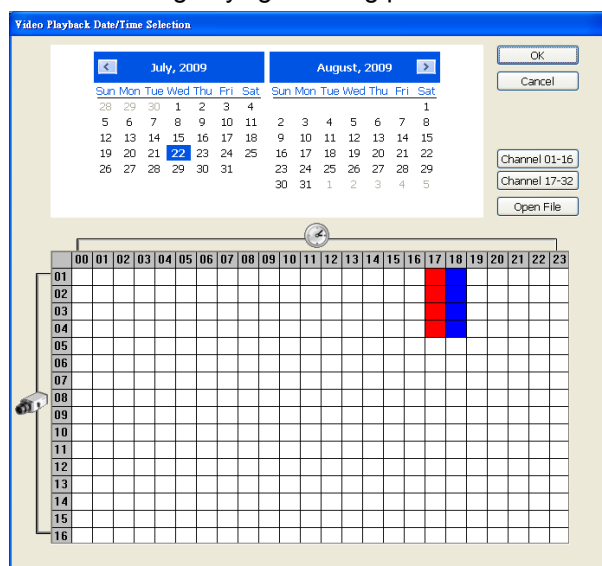 Video Playback Date/Time Selection
July, 2009
August, 2009
OK
Cancel
Sun Mon Tue Wed Thu Fri Sat
Sun Mon Tue Wed Thu Fri Sat
28 29 30 1 2 3 4
1
5 6 7 8 9 10 11
2 3 4 5 6 7 8
12 13 14 15 16 17 18
9 10 11 12 13 14 15
19 20 21 22 23 24 25
16 17 18 19 20 21 22
26 27 28 29 30 31
23 24 25 26 27 28 29
30 31 1 2 3 4 5
Channel 01-16
Channel 17-32
Open File
00 01 02 03 04 05 06 07 08 09 10 11 12 13 14 15 16 17 18 19 20 21 22 23
01
02
03
04
05
06
07
08
09
10
11
12
13
14
15
16